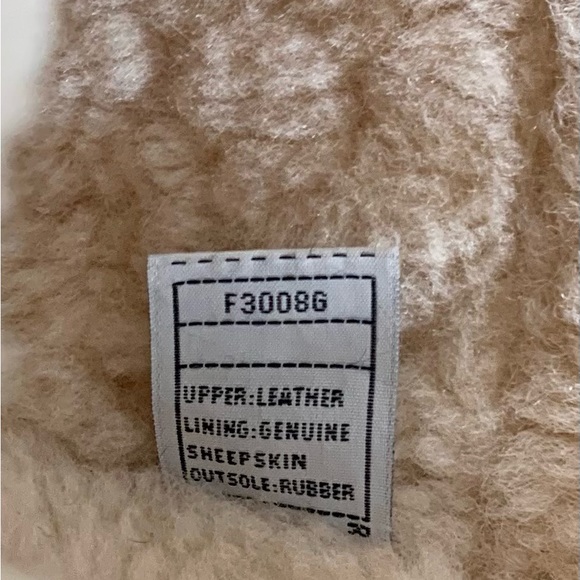 F3008G
UPPER:LEATHER
LINING:GENUINE
SHEEPSKIN
OUTSOLE:RUBBER
R